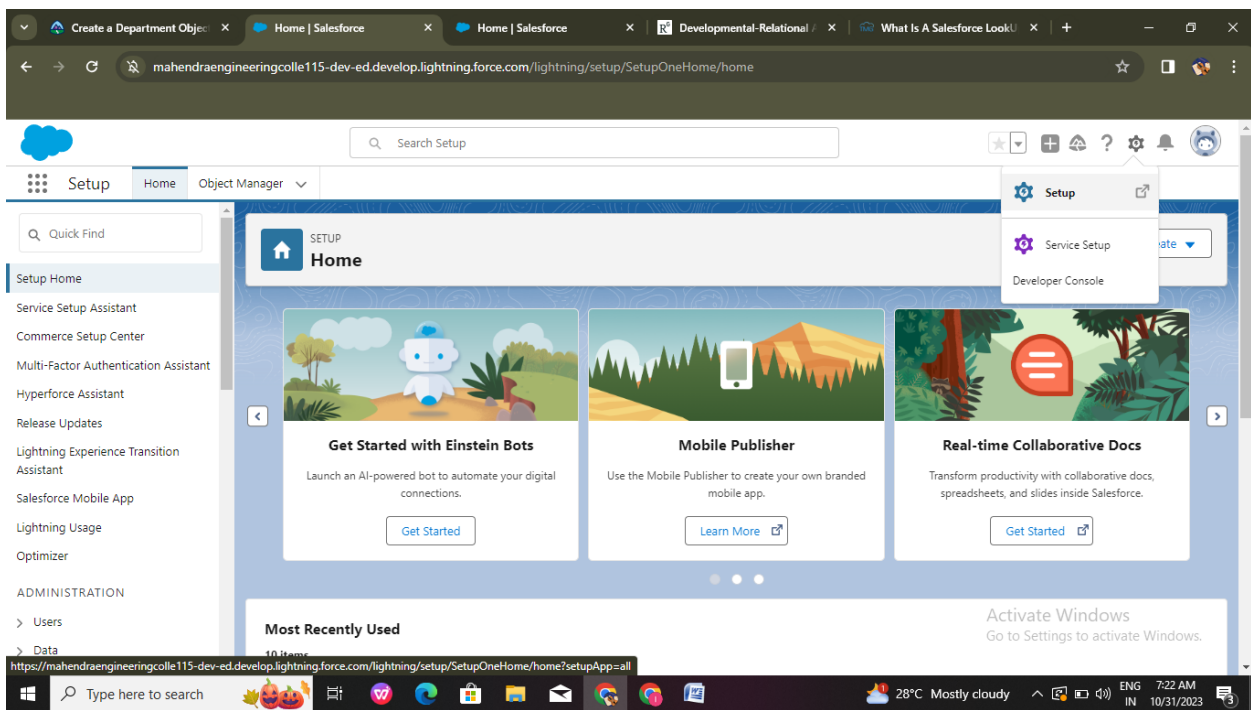 Create a Department Objec
Home | Salesforce
Home | Salesforce
Developmental-Relational
What Is A Salesforce LookU
mahendraengineeringcolle115-dev-ed.develop.lightning.force.com/lightning/setup/SetupOneHome/home
Search Setup
Setup
Home
Object Manager
Setup
Service Setup
Developer Console
Quick Find
Setup Home
Service Setup Assistant
Commerce Setup Center
Multi-Factor Authentication Assistant
Hyperforce Assistant
Release Updates
Lightning Experience Transition
Assistant
Salesforce Mobile App
Lightning Usage
Optimizer
ADMINISTRATION
Users
Data
SETUP
Home
eate
Get Started with Einstein Bots
Launch an AI-powered bot to automate your digital
connections.
Get Started
Mobile Publisher
Use the Mobile Publisher to create your own branded
mobile app.
Learn More
Real-time Collaborative Docs
Transform productivity with collaborative docs,
spreadsheets, and slides inside Salesforce.
Get Started
Most Recently Used
10 items
Activate Windows
Go to Settings to activate Windows.
https://mahendraengineeringcolle115-dev-ed.develop.lightning.force.com/lightning/setup/SetupOneHome/home?setupApp=all
Type here to search
28°C Mostly cloudy
ENG
IN
7:22 AM
10/31/2023
3